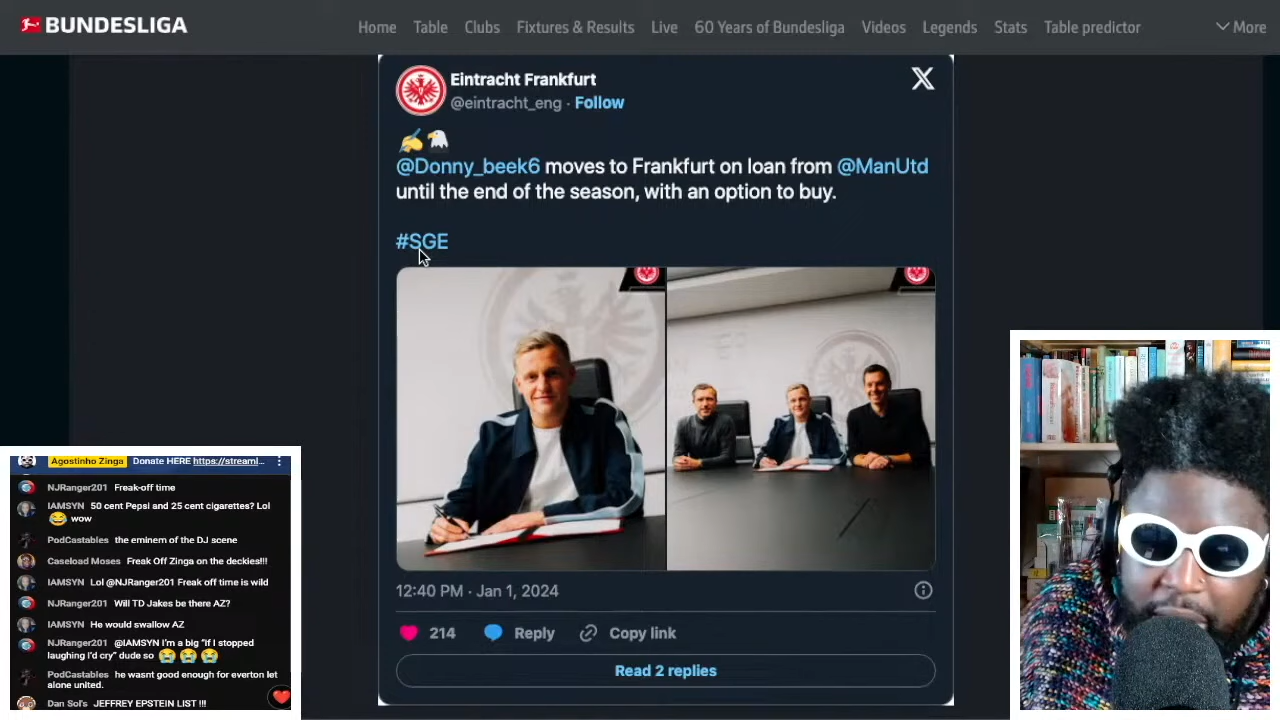 BUNDESLIGA
Home Table Clubs Fixtures & Results Live 60 Years of Bundesliga Videos Legends Stats Table predictor More
Eintracht Frankfurt
@eintracht_eng · Follow
✍️🦅
@Donny_beek6 moves to Frankfurt on loan from @ManUtd
until the end of the season, with an option to buy.
#SGE
12:40 PM · Jan 1, 2024
214 Reply Copy link
Read 2 replies
Agostinho Zinga Donate HERE https://streaml...
NJRanger201 Freak-off time
IAMSYN 50 cent Pepsi and 25 cent cigarettes? Lol
😂 wow
PodCastables the eminem of the DJ scene
Caseload Moses Freak Off Zinga on the deckies!!!
IAMSYN Lol @NJRanger201 Freak off time is wild
NJRanger201 Will TD Jakes be there AZ?
IAMSYN He would swallow AZ
NJRanger201 @IAMSYN I'm a big "If I stopped
laughing I'd cry" dude so 😭 😭 😭
PodCastables he wasnt good enough for everton let
alone united.
Dan Sol's JEFFREY EPSTEIN LIST !!!